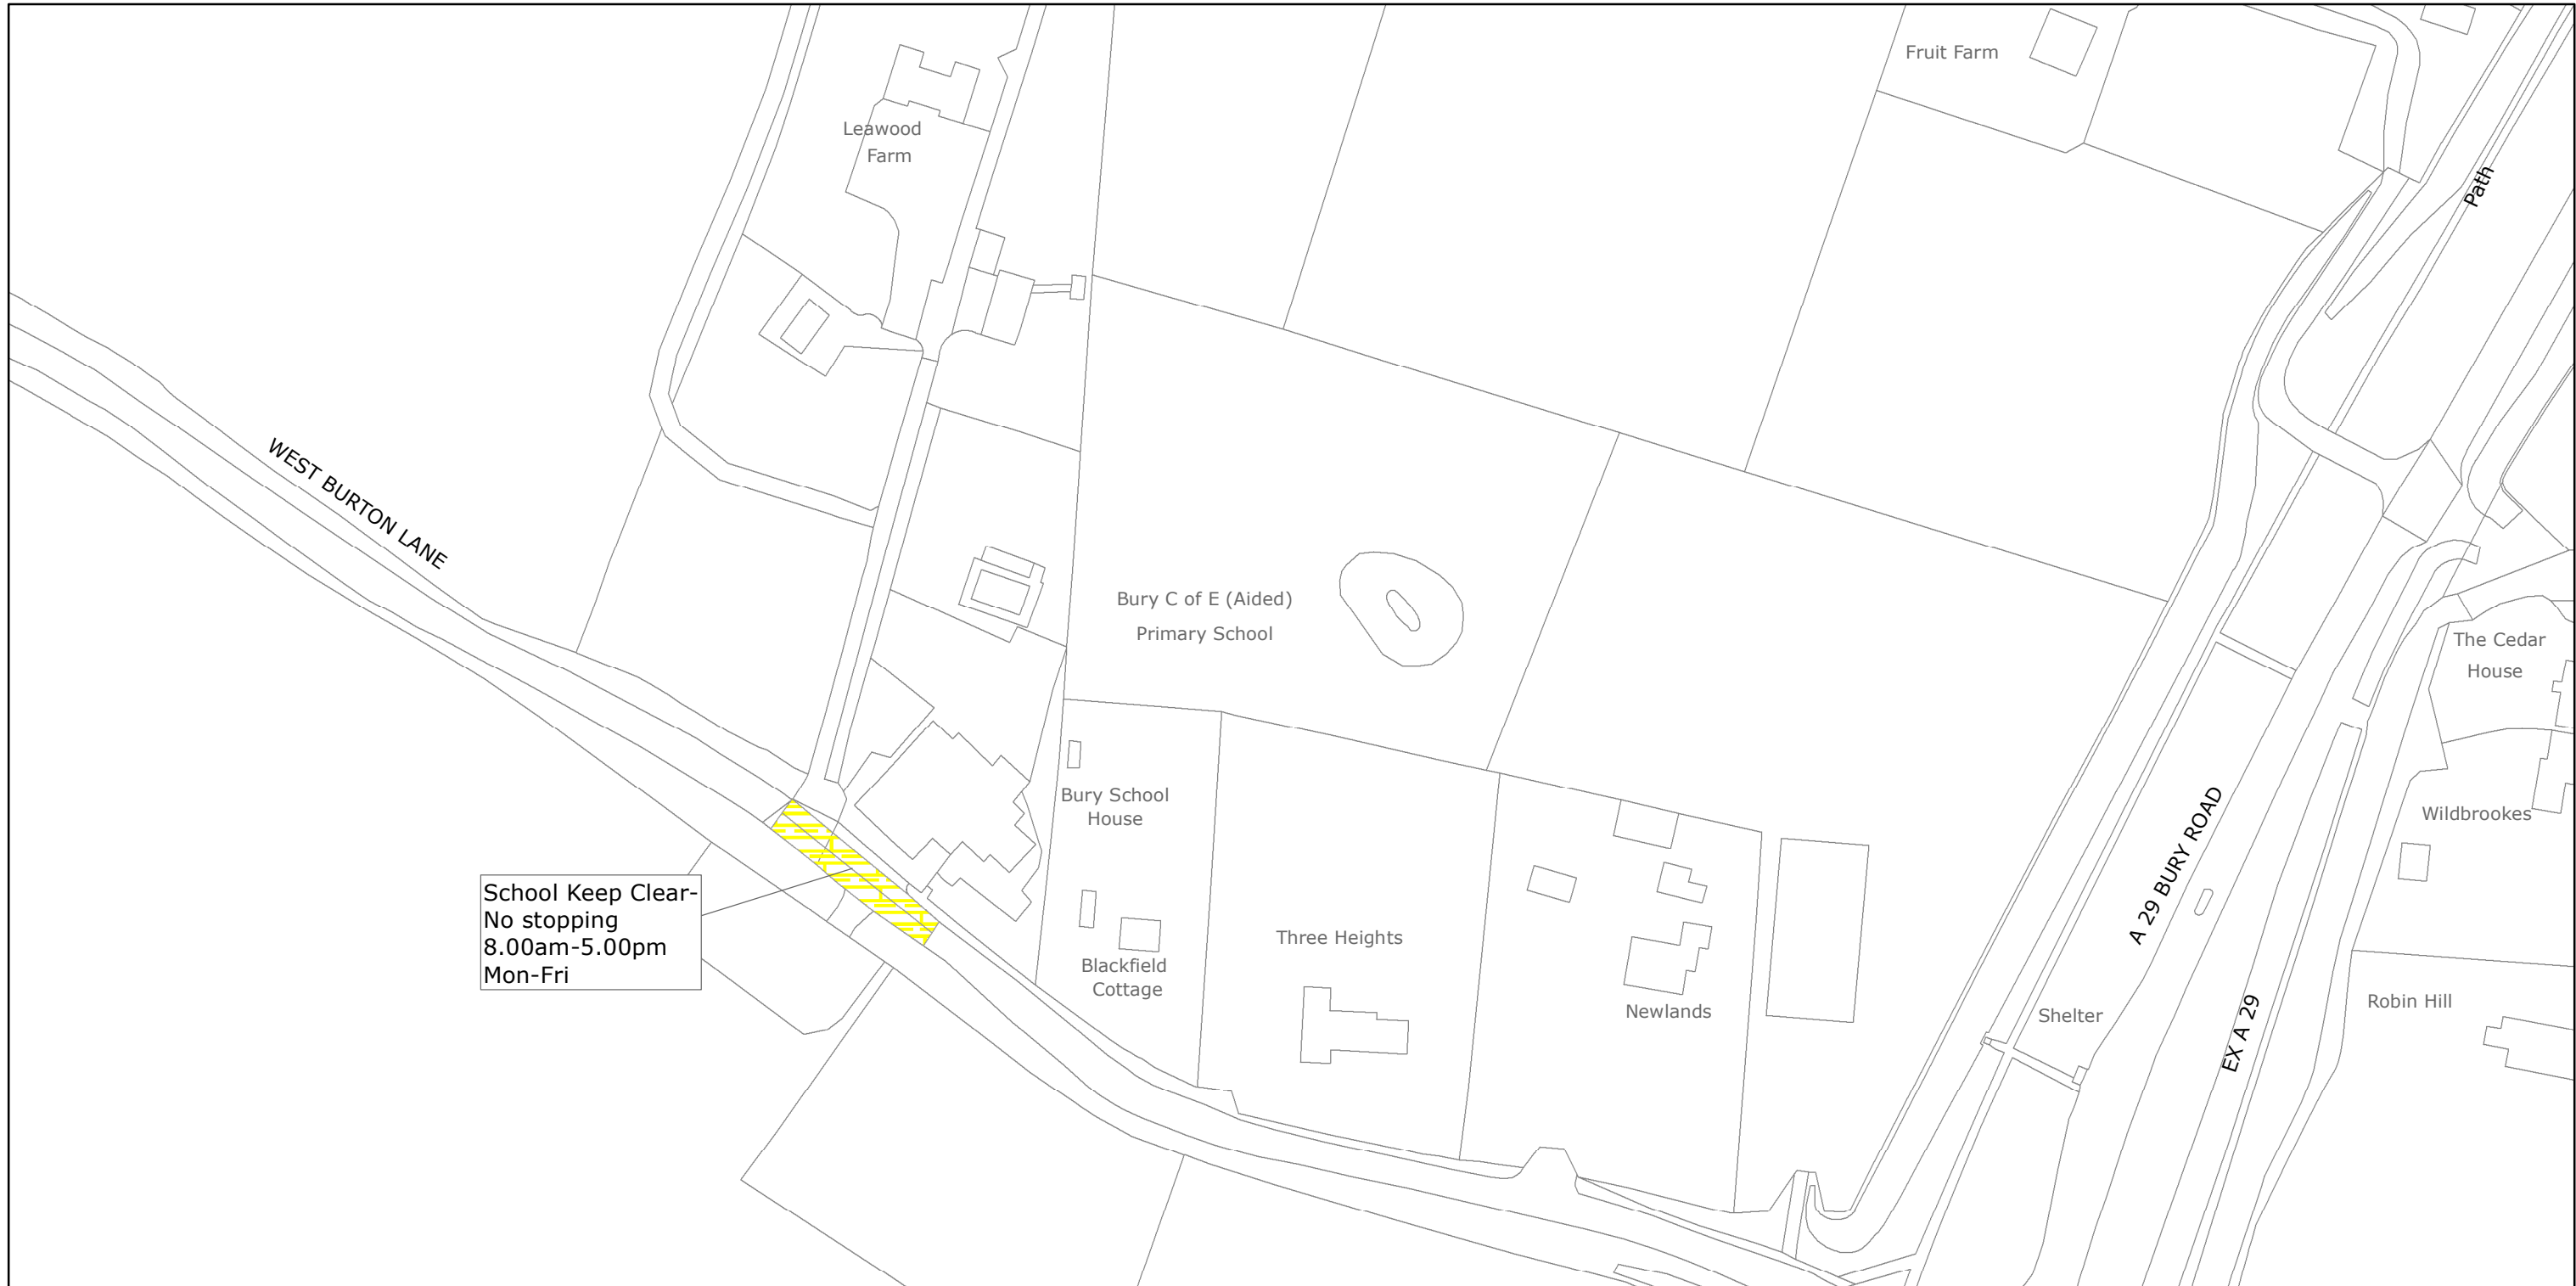 Fruit Farm
Leawood
Farm
Path
WEST BURTON LANE
Bury C of E (Aided)
Primary School
The Cedar
House
Bury School
House
Wildbrookes
A 29 BURY ROAD
School Keep Clear-
No stopping
8.00am-5.00pm
Mon-Fri
Three Heights
Blackfield
Cottage
Newlands
Shelter
EX A 29
Robin Hill